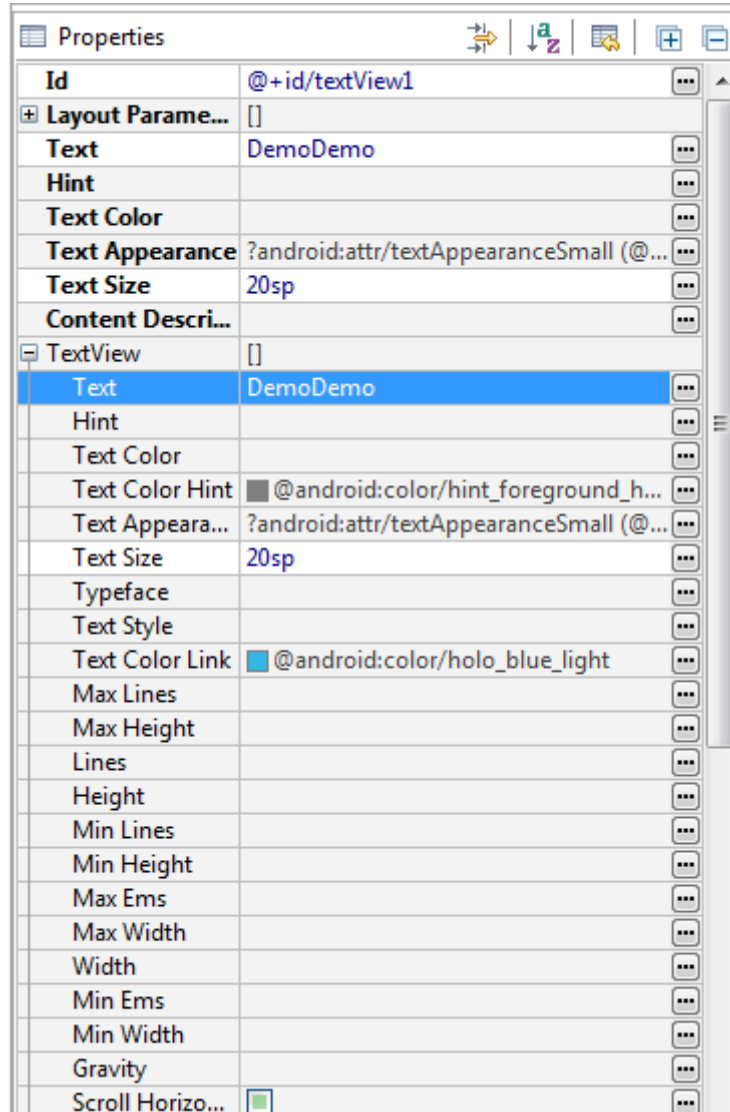 Properties
Id @+id/textView1
Layout Parame... []
Text DemoDemo
Hint
Text Color
Text Appearance ?android:attr/textAppearanceSmall (@...
Text Size 20sp
Content Descri...
TextView []
Text DemoDemo
Hint
Text Color
Text Color Hint @android:color/hint_foreground_h...
Text Appeara... ?android:attr/textAppearanceSmall (@...
Text Size 20sp
Typeface
Text Style
Text Color Link @android:color/holo_blue_light
Max Lines
Max Height
Lines
Height
Min Lines
Min Height
Max Ems
Max Width
Width
Min Ems
Min Width
Gravity
Scroll Horizo...